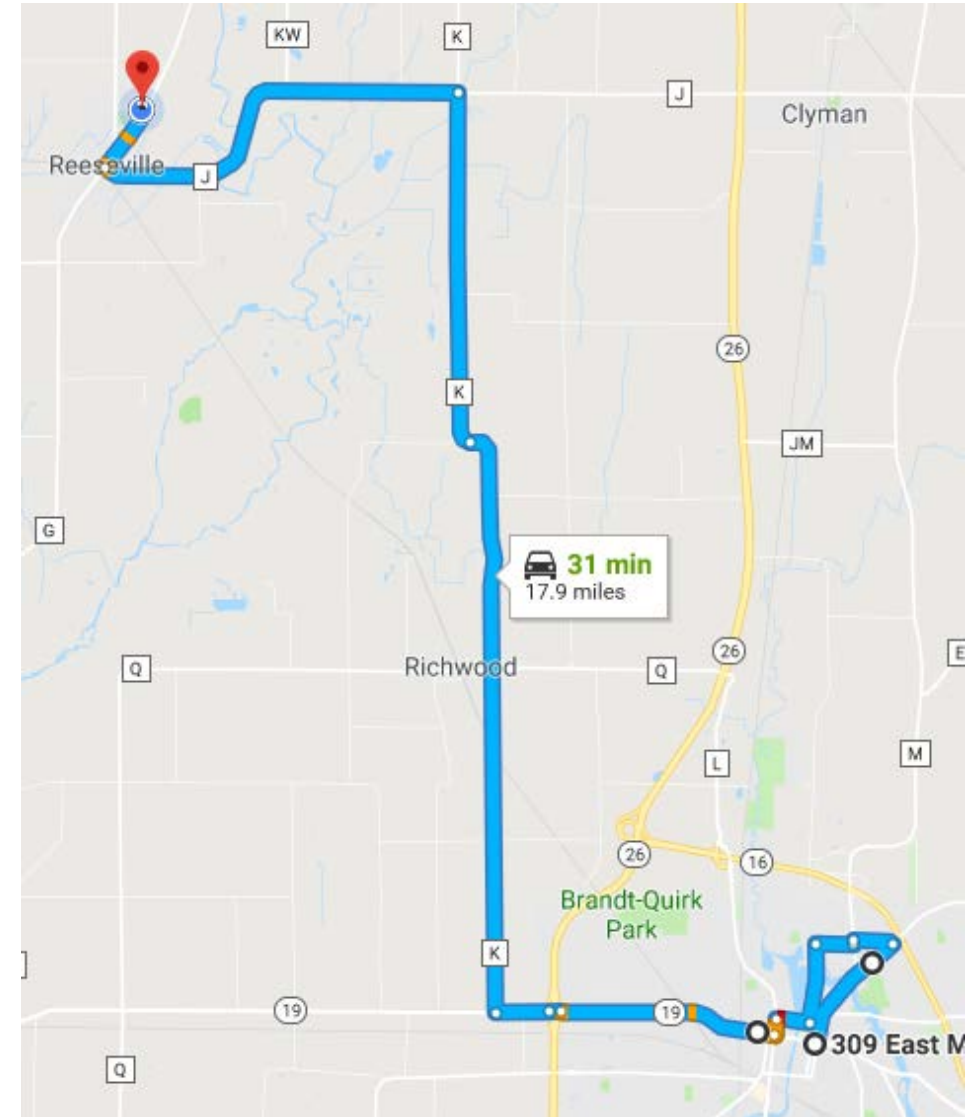 KW
K
J
Clyman
Reeseville
J
26
K
JM
G
31 min
17.9 miles
26
Q
Richwood
Q
E
L
M
26
16
Brandt-Quirk
Park
K
19
19
309 East M
Q